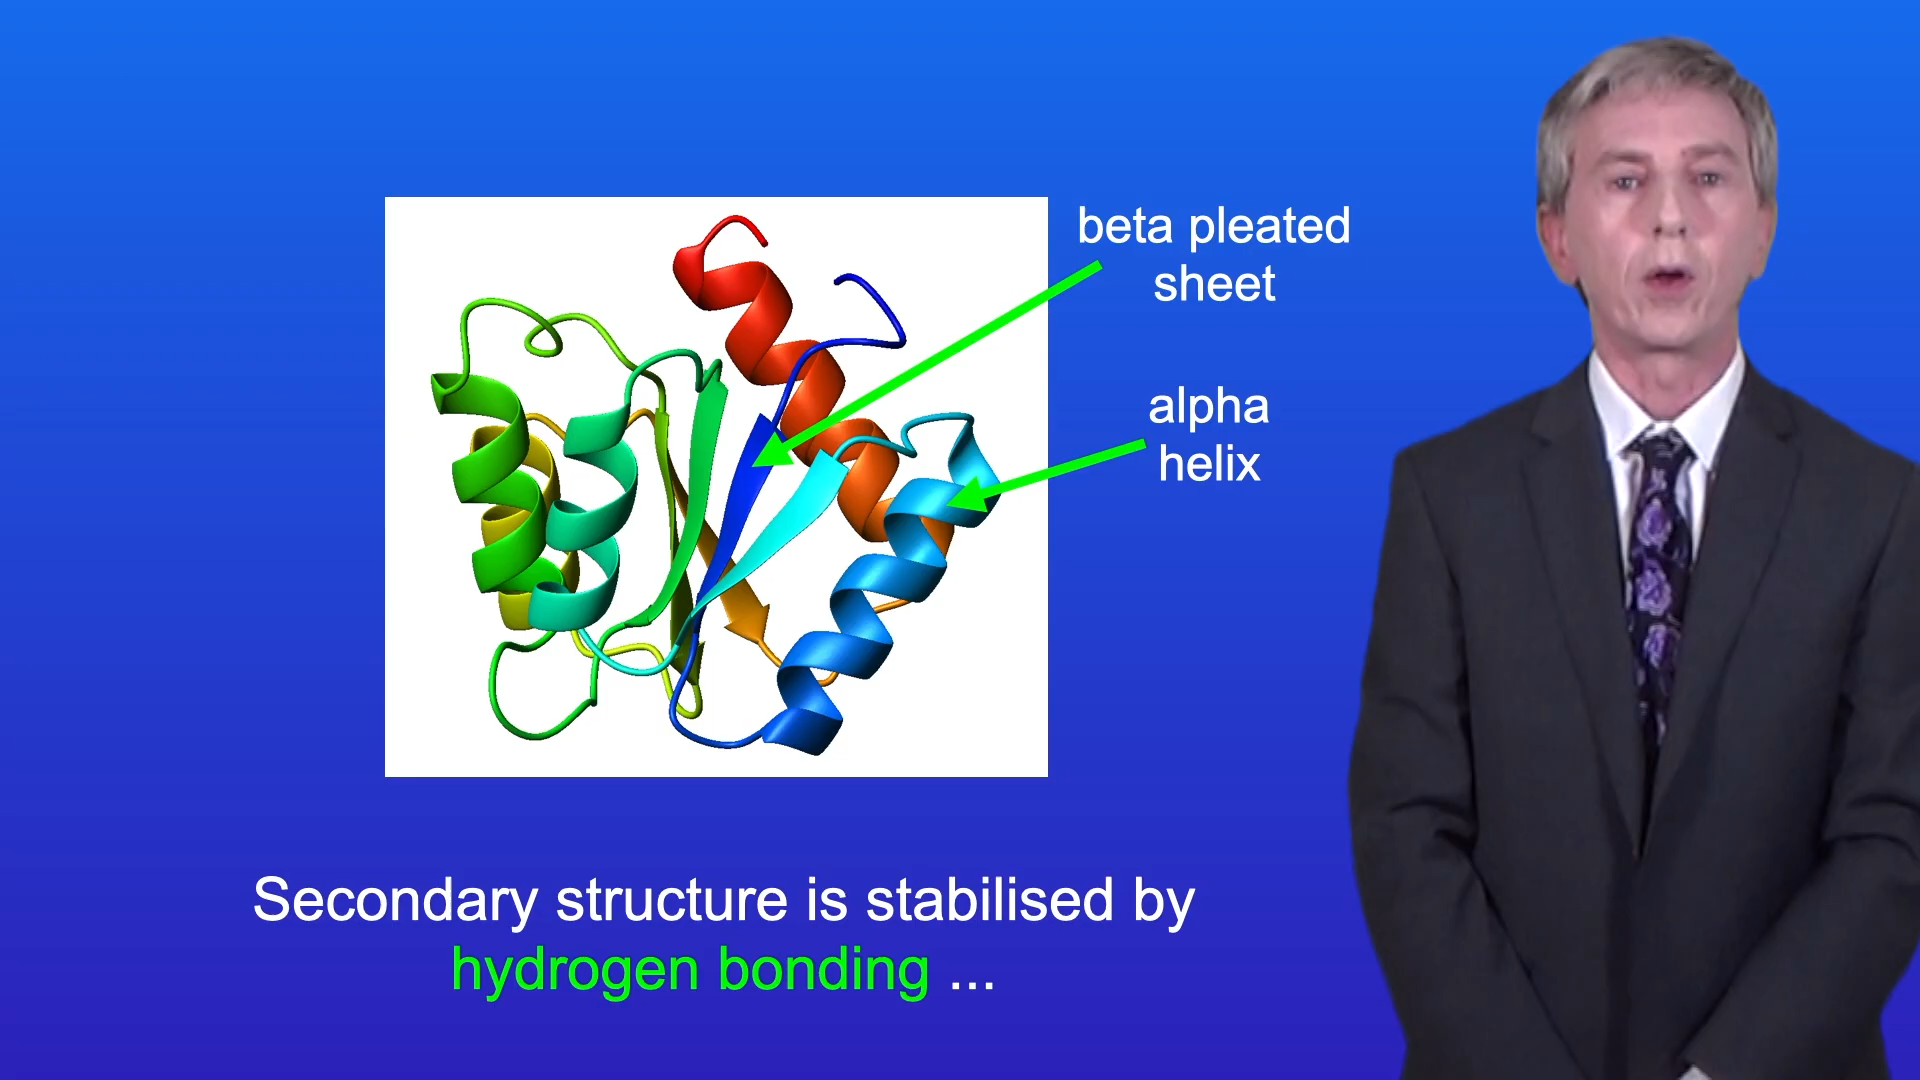 beta pleated
sheet
alpha
helix
Secondary structure is stabilised by
hydrogen bonding ...